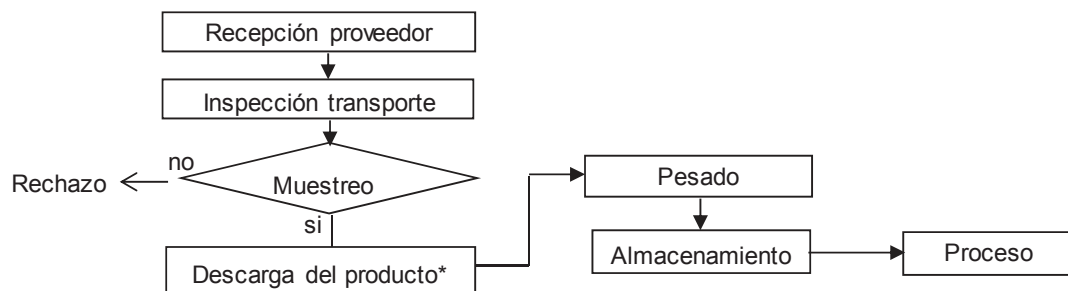 Recepción proveedor
Inspección transporte
no
Rechazo
Muestreo
si
Descarga del producto*
Pesado
Almacenamiento
Proceso